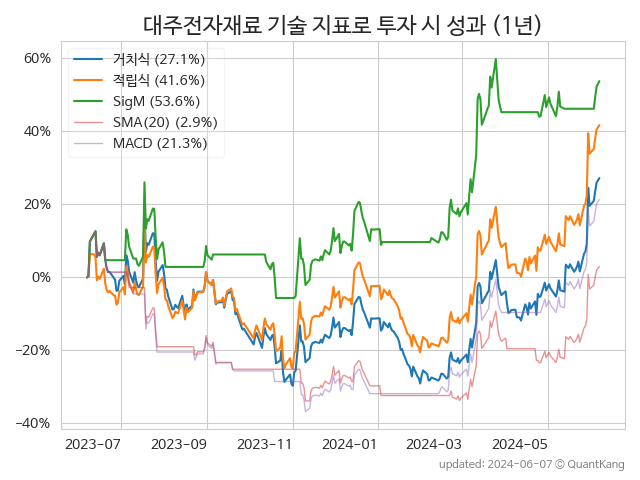 대주전자재료 기술 지표로 투자 시 성과 (1년)
거치식 (27.1%)
적립식 (41.6%)
SigM (53.6%)
SMA(20) (2.9%)
MACD (21.3%)
60%
40%
20%
0%
−20%
−40%
2023-07
2023-09
2023-11
2024-01
2024-03
2024-05
updated: 2024-06-07 © QuantKang